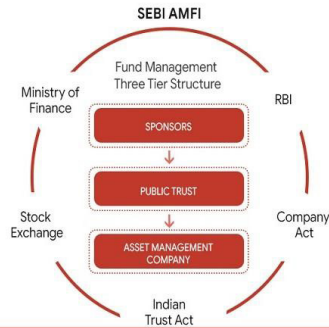 SEBI AMFI
Fund Management
Three Tier Structure
Ministry of
Finance
RBI
SPONSORS
PUBLIC TRUST
Stock
Exchange
Company
Act
ASSET MANAGEMENT
COMPANY
Indian
Trust Act